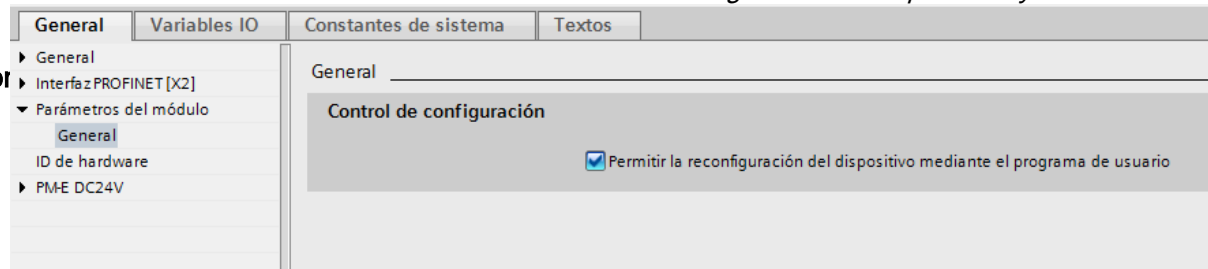 General Variables IO Constantes de sistema Textos
General
Interfaz PROFINET [X2]
Parámetros del módulo
General
ID de hardware
PM-E DC24V
General
Control de configuración
Permitir la reconfiguración del dispositivo mediante el programa de usuario